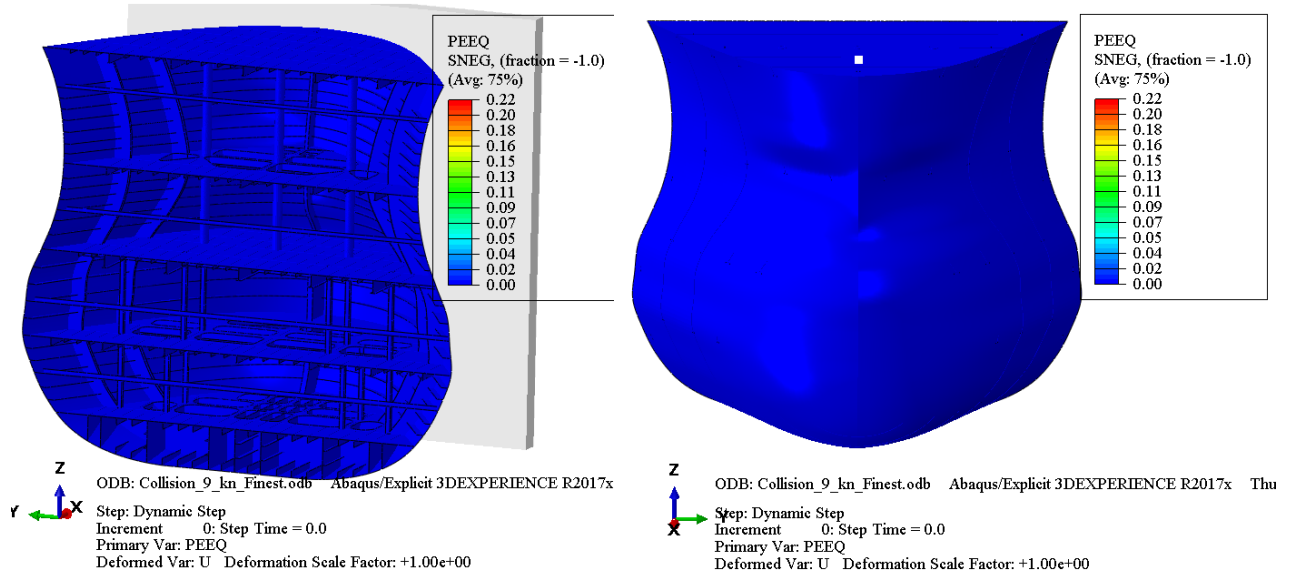 PEEQ
SNEG, (fraction = -1.0)
(Avg: 75%)
0.22
0.20
0.18
0.16
0.15
0.13
0.11
0.09
0.07
0.05
0.04
0.02
0.00
Z
Y
X
ODB: Collision_9_kn_Finest.odb Abaqus/Explicit 3DEXPERIENCE R2017x
Step: Dynamic Step
Increment 0: Step Time = 0.0
Primary Var: PEEQ
Deformed Var: U Deformation Scale Factor: +1.00e+00
PEEQ
SNEG, (fraction = -1.0)
(Avg: 75%)
0.22
0.20
0.18
0.16
0.15
0.13
0.11
0.09
0.07
0.05
0.04
0.02
0.00
Z
Y
X
ODB: Collision_9_kn_Finest.odb Abaqus/Explicit 3DEXPERIENCE R2017x Thu
Step: Dynamic Step
Increment 0: Step Time = 0.0
Primary Var: PEEQ
Deformed Var: U Deformation Scale Factor: +1.00e+00